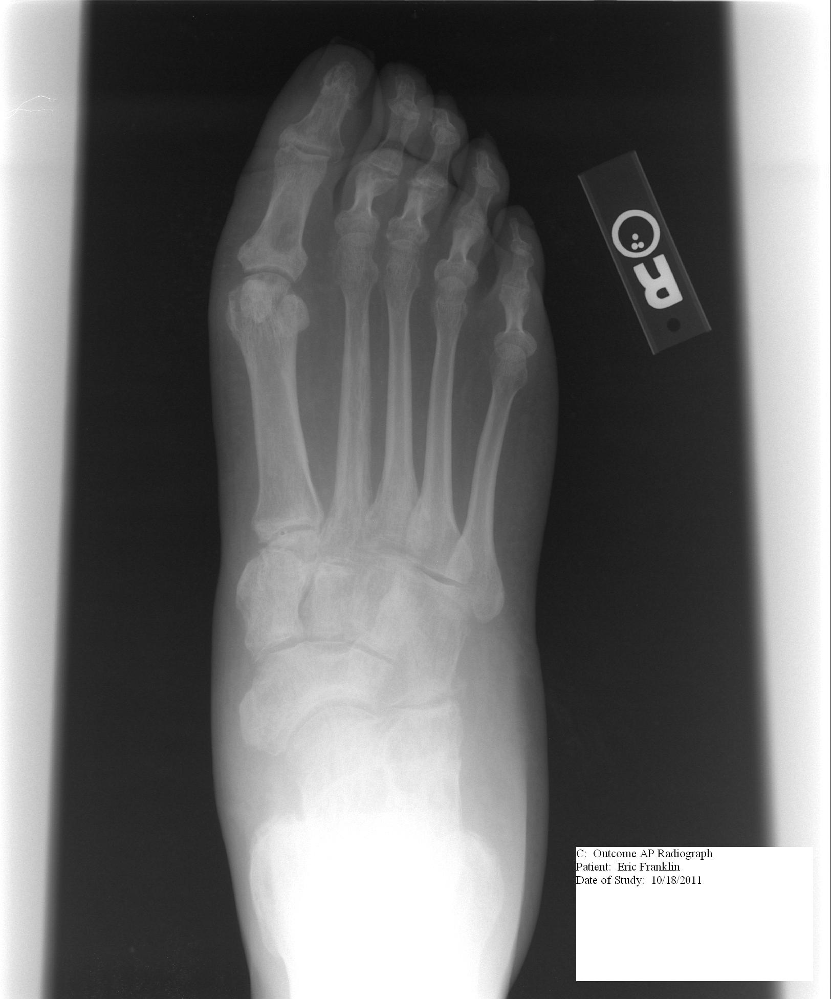 R
C:  Outcome AP Radiograph
Patient:  Eric Franklin
Date of Study:  10/18/2011